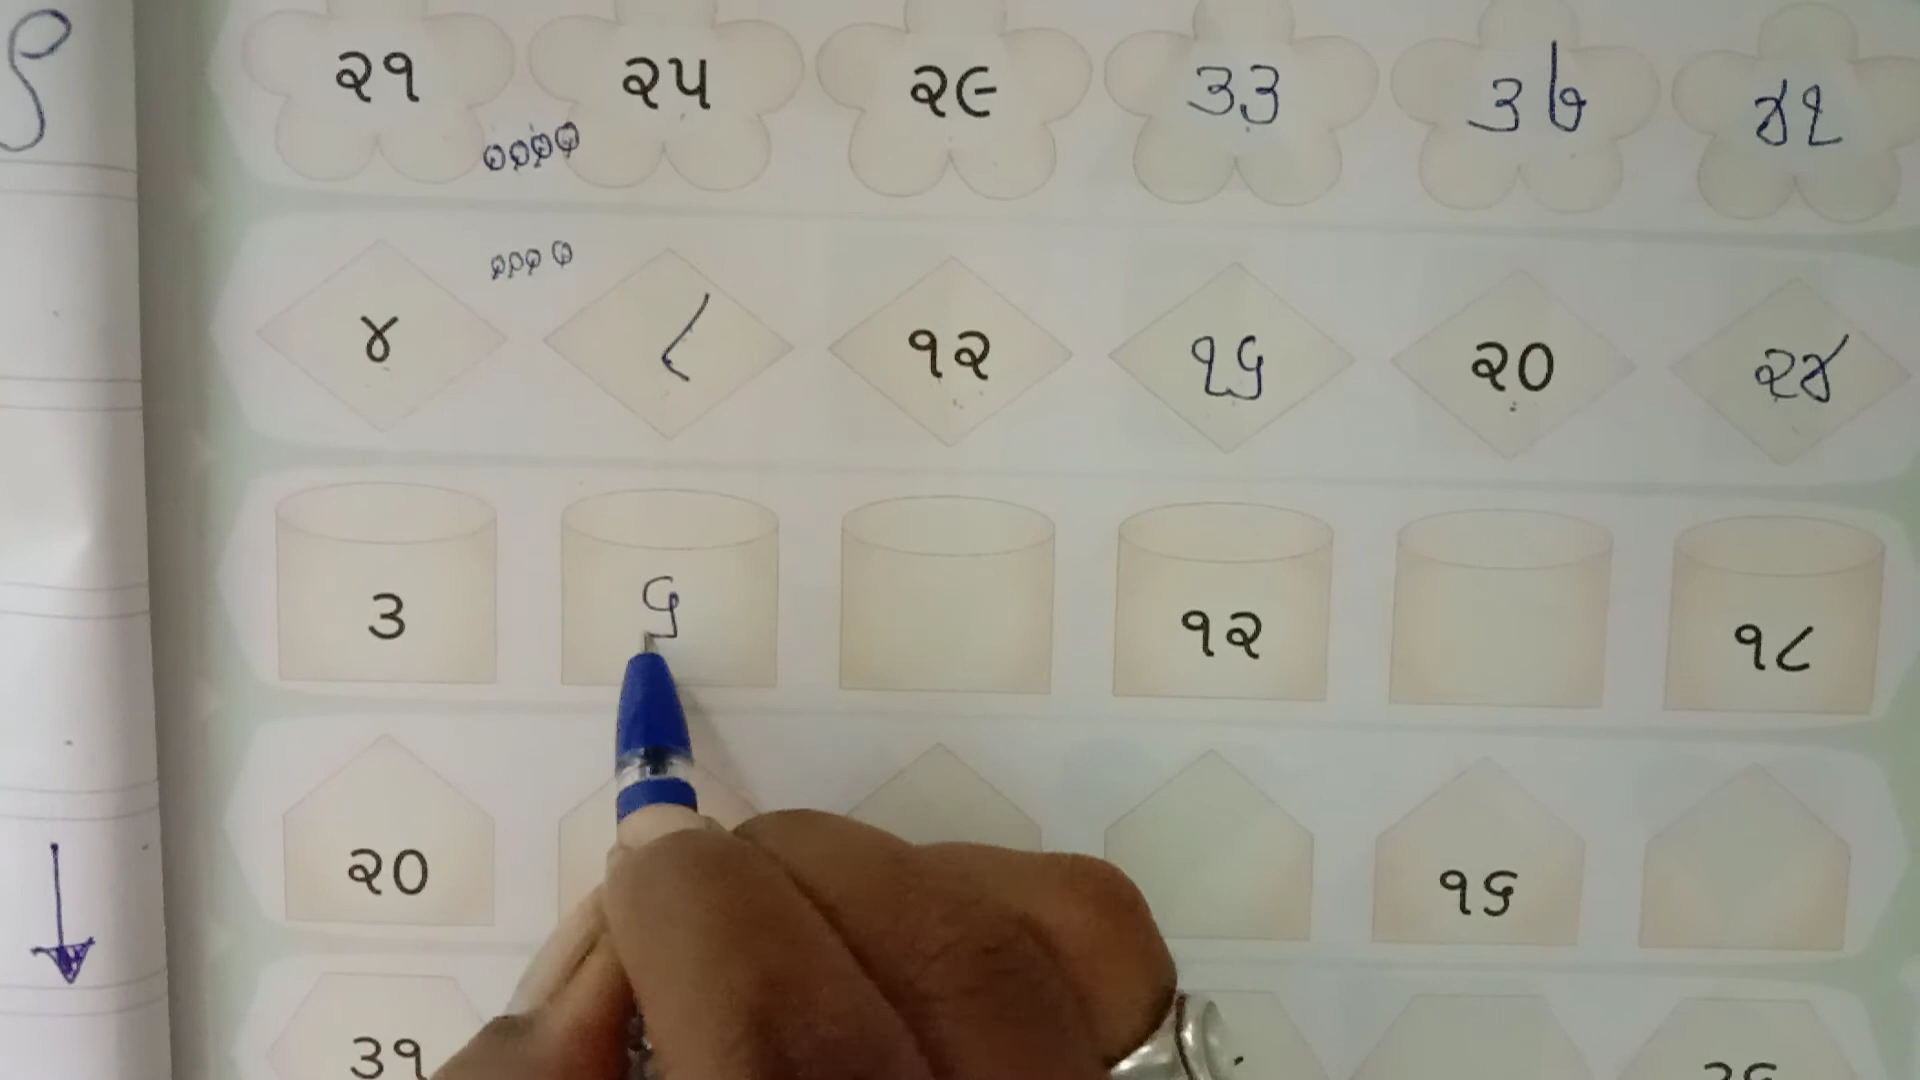 ૨૧ ૨૫ ૨૯ ૩૩ ૩૭ ૪૧
૪ ૮ ૧૨ ૧૬ ૨૦ ૨૪
૩ ૬ ૧૨ ૧૮
૨૦ ૧૬
૩૧